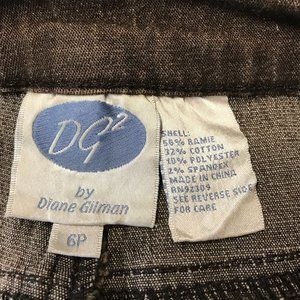 DG2
by
Diane Gilman
6P
SHELL:
56% RAMIE
32% COTTON
10% POLYESTER
2% SPANDEX
MADE IN CHINA
RN92309
SEE REVERSE SIDE
FOR CARE